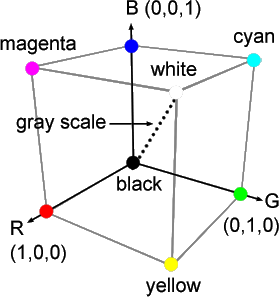 B (0,0,1)
magenta
cyan
white
gray scale
black
G
(0,1,0)
R
(1,0,0)
yellow